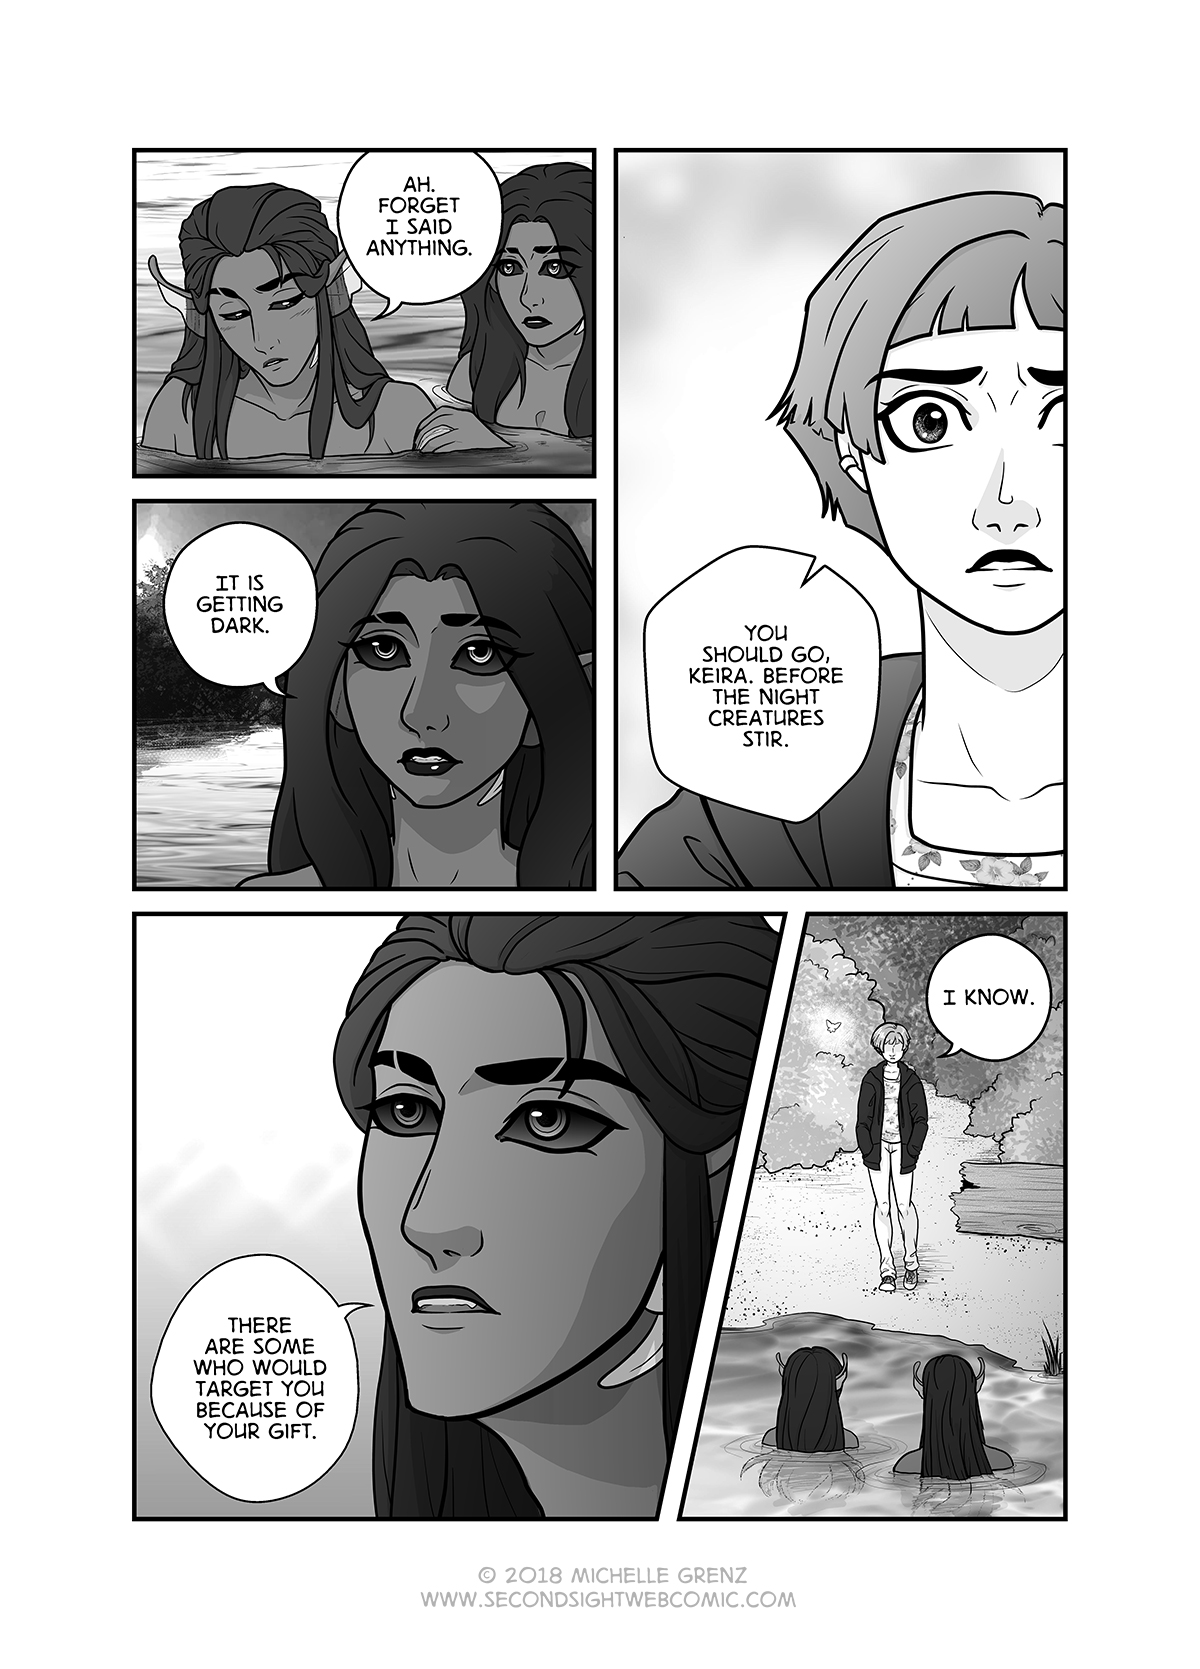 AH.
FORGET
I SAID
ANYTHING.
IT IS
GETTING
DARK.
YOU
SHOULD GO,
KEIRA. BEFORE
THE NIGHT
CREATURES
STIR.
THERE
ARE SOME
WHO WOULD
TARGET YOU
BECAUSE OF
YOUR GIFT.
I KNOW.
© 2018 MICHELLE GRENZ
WWW.SECONDSIGHTWEBCOMIC.COM